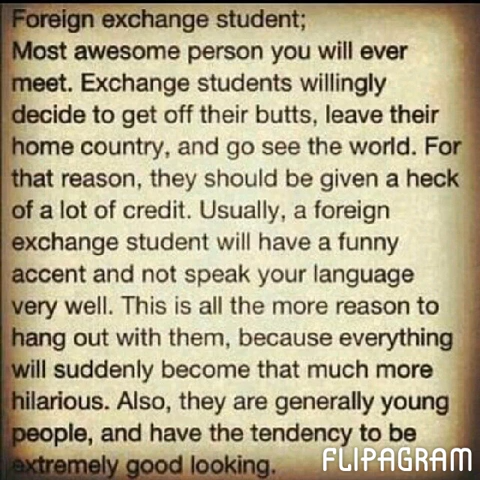 Foreign exchange student;
Most awesome person you will ever
meet. Exchange students willingly
decide to get off their butts, leave their
home country, and go see the world. For
that reason, they should be given a heck
of a lot of credit. Usually, a foreign
exchange student will have a funny
accent and not speak your language
very well. This is all the more reason to
hang out with them, because everything
will suddenly become that much more
hilarious. Also, they are generally young
people, and have the tendency to be
extremely good looking.
FLIPAGRAM